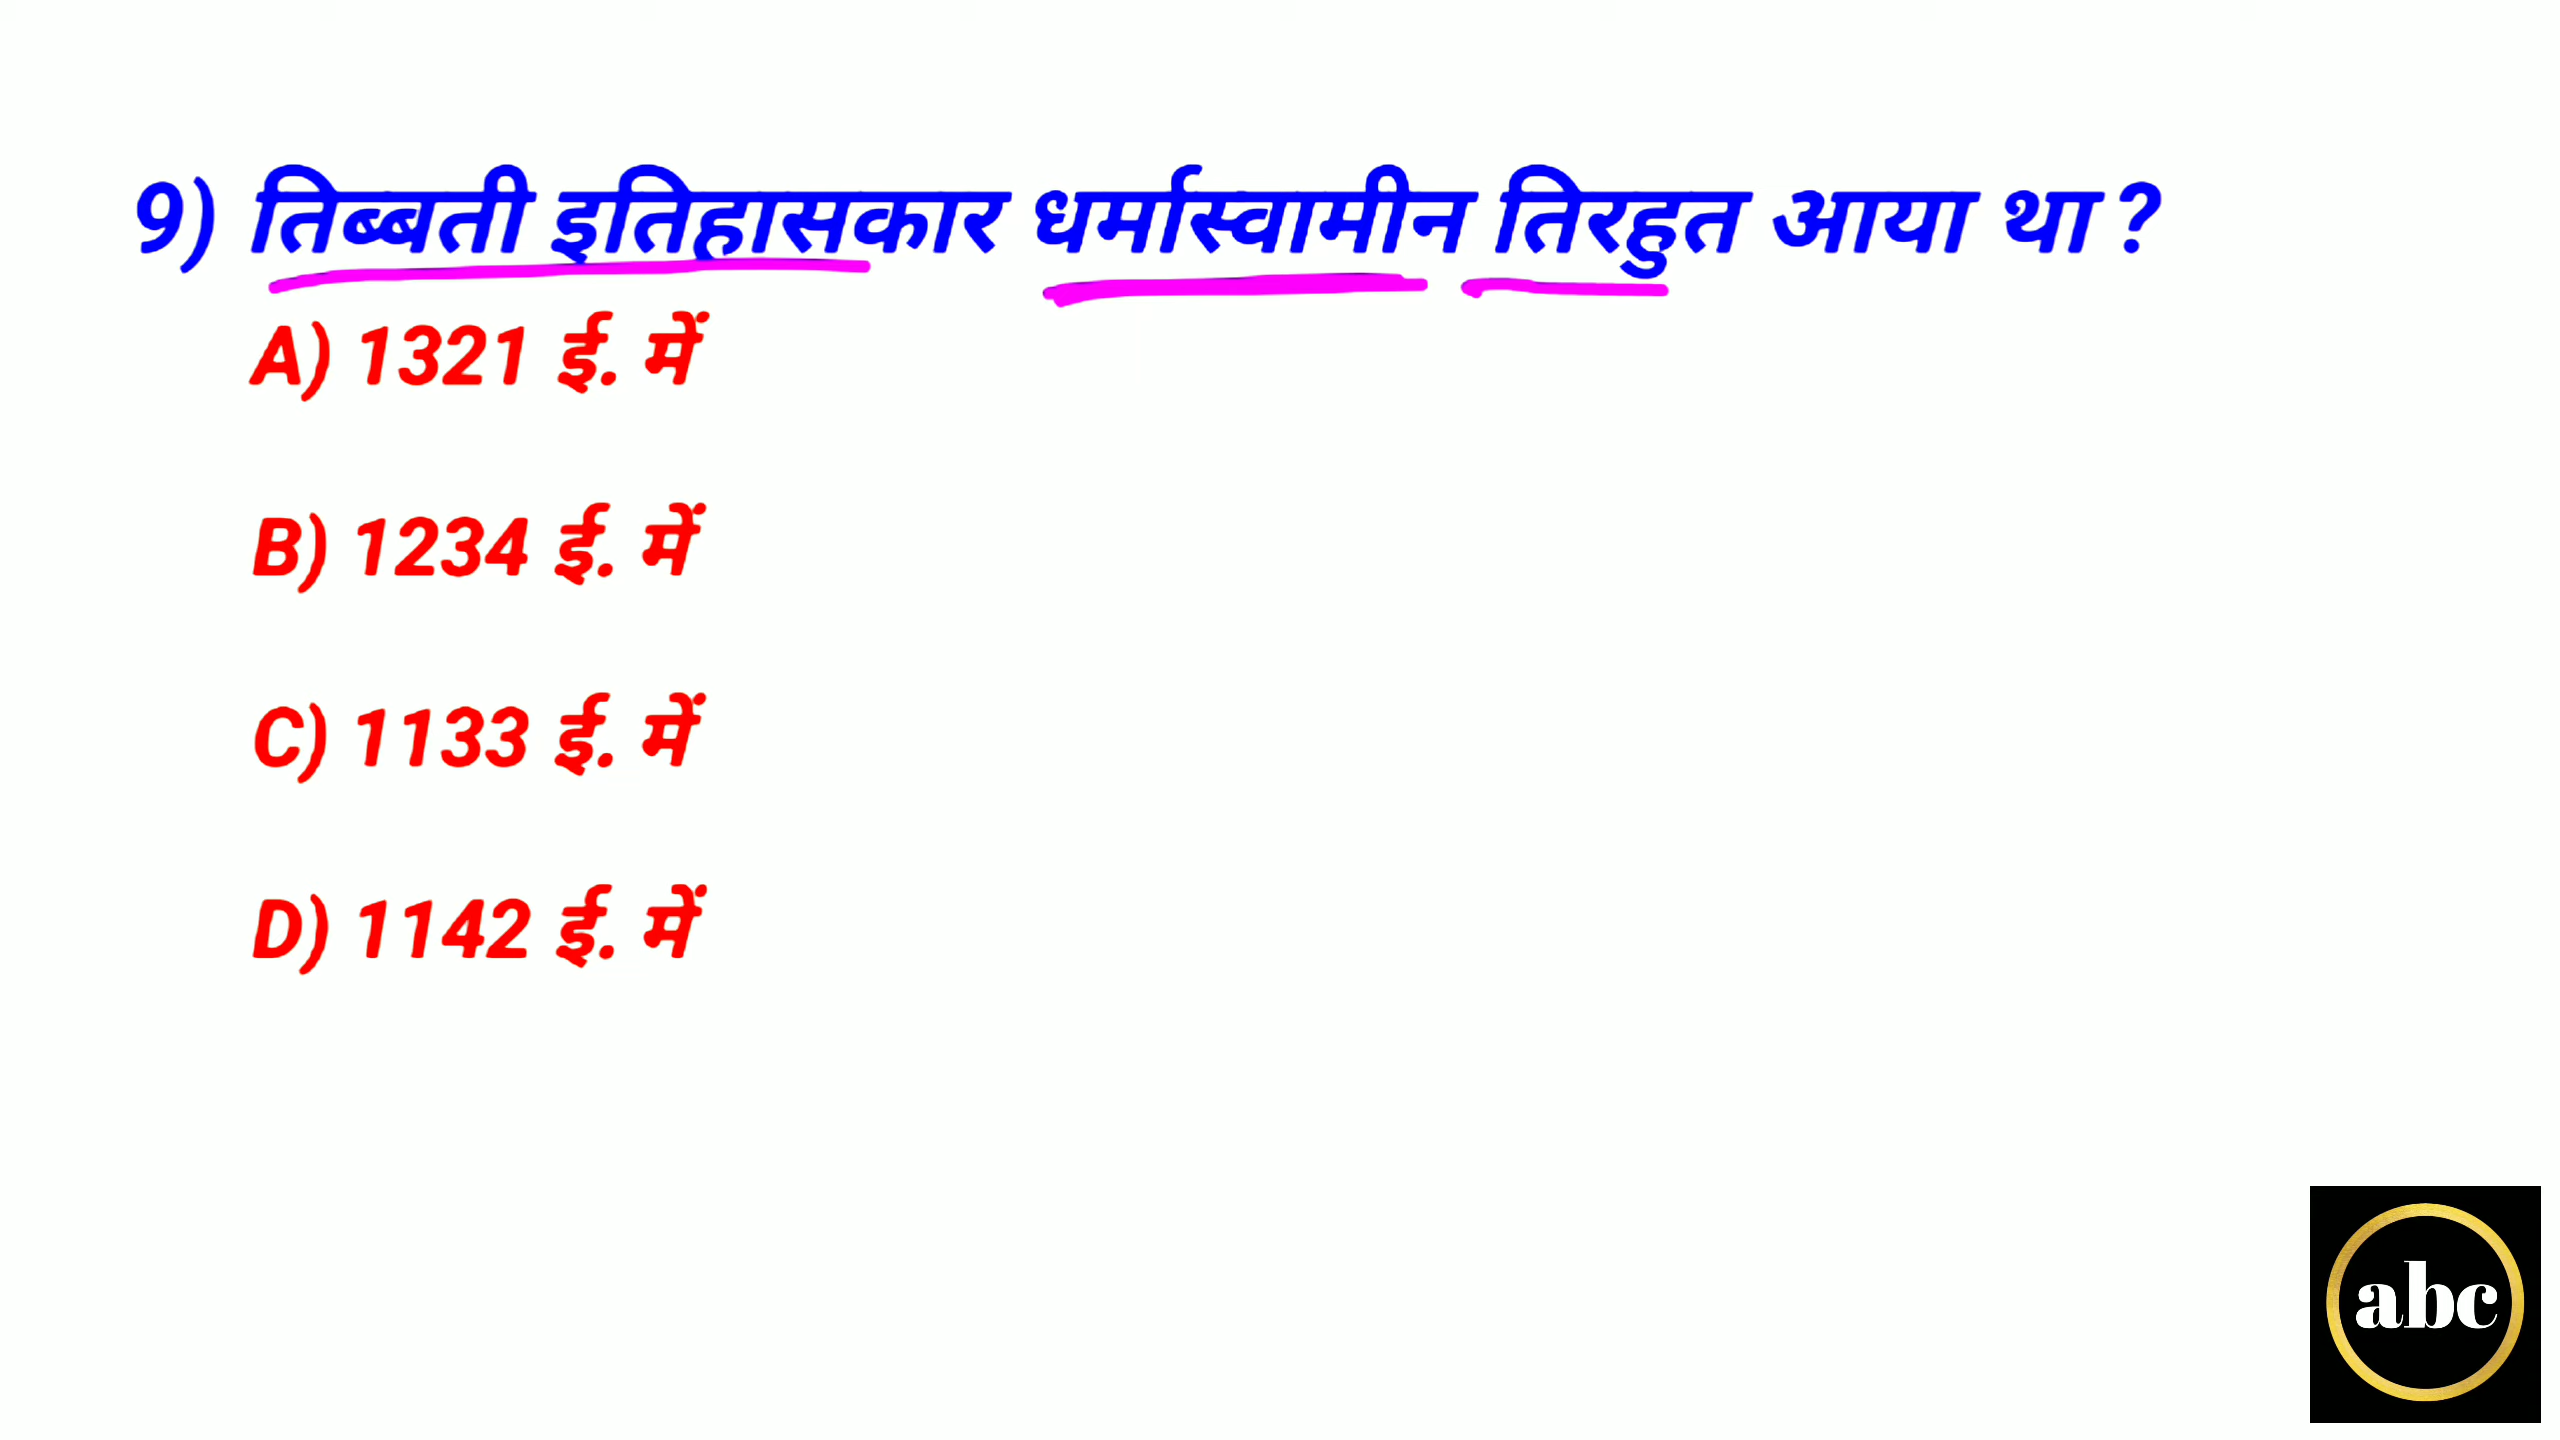 9) तिब्बती इतिहासकार धर्मास्वामीन तिरहुत आया था ?
A) 1321 ई. में
B) 1234 ई. में
C) 1133 ई. में
D) 1142 ई. में
abc